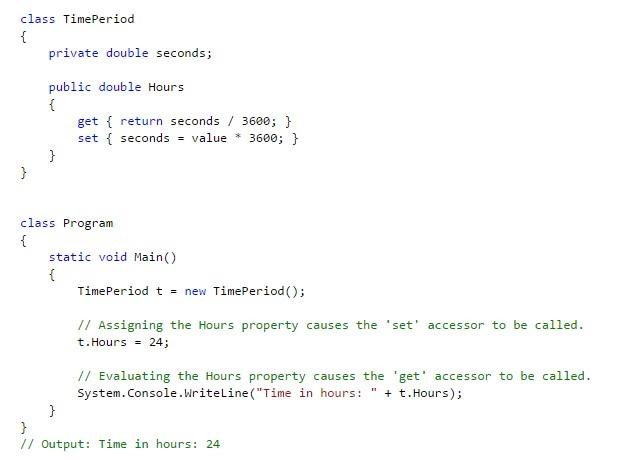 class TimePeriod
{
    private double seconds;

    public double Hours
    {
        get { return seconds / 3600; }
        set { seconds = value * 3600; }
    }
}


class Program
{
    static void Main()
    {
        TimePeriod t = new TimePeriod();

        // Assigning the Hours property causes the 'set' accessor to be called.
        t.Hours = 24;

        // Evaluating the Hours property causes the 'get' accessor to be called.
        System.Console.WriteLine("Time in hours: " + t.Hours);
    }
}
// Output: Time in hours: 24